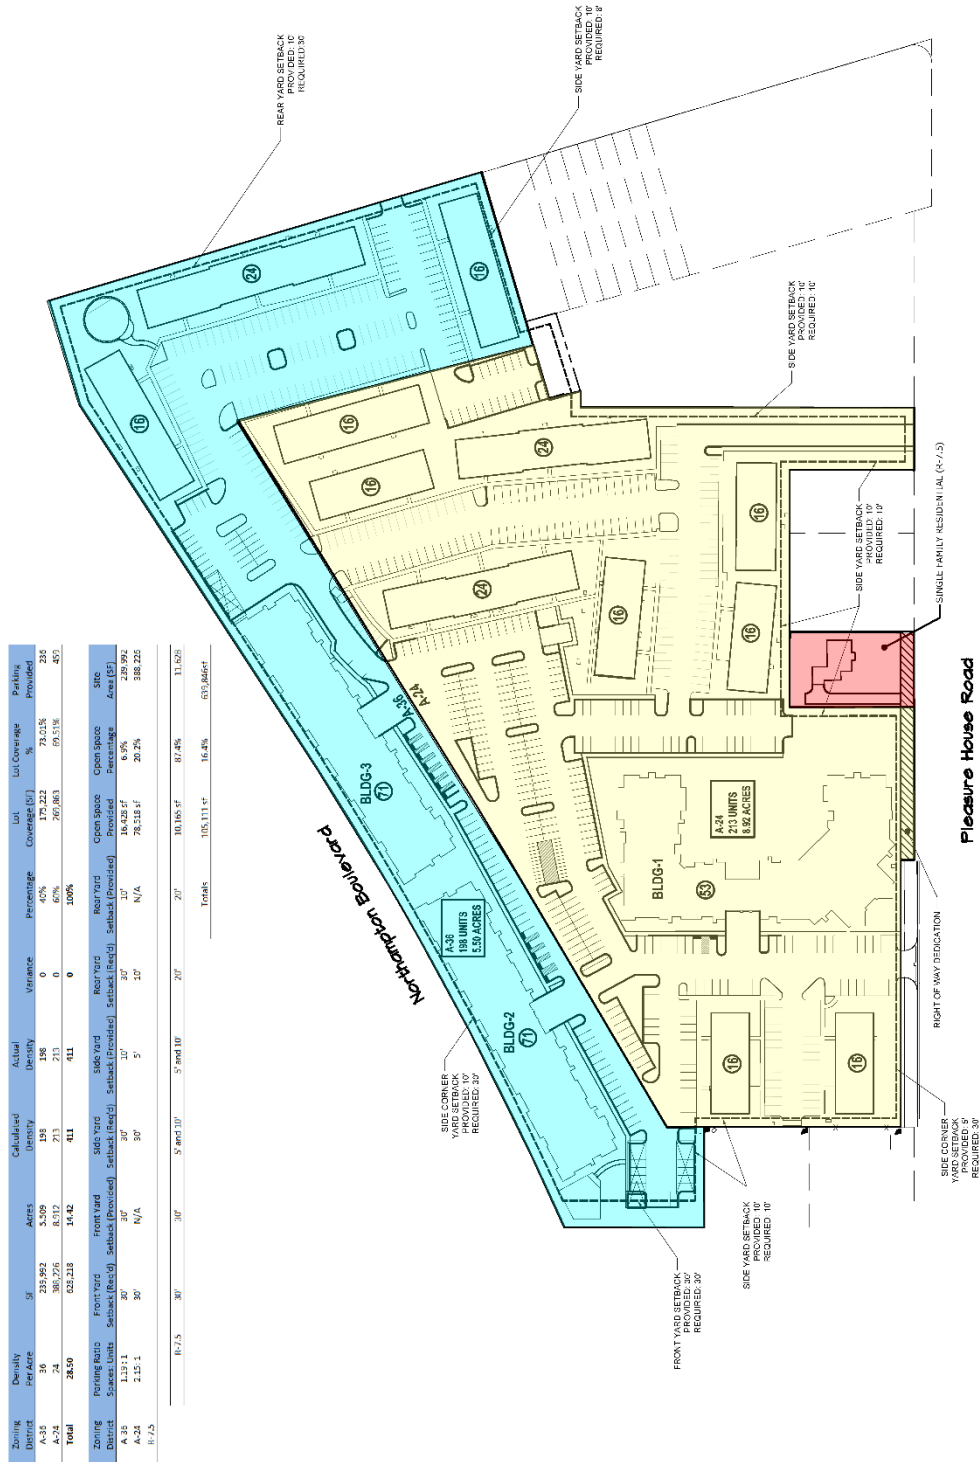 Zoning District	Density Per Acre	SF	Acres	Calculated Density	Actual Density	Variance	Percentage	Lot Coverage (SF)	Lot Coverage %	Parking Provided
A-36	36	239,992	5.509	198	198	0	40%	175,222	73.01%	236
A-24	24	388,226	8.912	213	213	0	60%		69.51%	
Total	28.50	628,218	14.42	411	411	0	100%
Zoning District	Parking Ratio Spaces: Units	Front Yard Setback (Req'd)	Front Yard Setback (Provided)	Side Yard Setback (Req'd)	Side Yard Setback (Provided)	Rear Yard Setback (Req'd)	Rear Yard Setback (Provided)	Open Space Provided	Open Space Percentage	Site Area (SF)
A-36	1.19:1	30'	30'	30'	10'	30'	10'	16,428 sf	6.9%	239,992
A-24	2.15:1	30'	N/A	30'	5'	10'	N/A	78,518 sf	20.2%	388,226
R-7.5
R-7.5	30'	30'	5' and 10'	5' and 10'	20'	20'	10,165 sf	87.4%	11,628
Totals	105,111 sf	16.4%	639,846sf
REAR YARD SETBACK
PROVIDED: 10'
REQUIRED:30'
SIDE YARD SETBACK
PROVIDED: 10'
REQUIRED: 8'
24
16
16
16
16
24
SIDE YARD SETBACK
PROVIDED: 10'
REQUIRED: 10'
16
24
16
16
SIDE YARD SETBACK
PROVIDED: 10'
REQUIRED: 10'
SINGLE FAMILY RESIDENTIAL (R-7.5)
A-36
A-24
BLDG-3
71
Northampton Boulevard
A-36
198 UNITS
5.50 ACRES
BLDG-2
71
A-24
213 UNITS
8.92 ACRES
BLDG-1
53
16
16
Pleasure House Road
RIGHT OF WAY DEDICATION
SIDE CORNER
YARD SETBACK
PROVIDED: 10'
REQUIRED: 30'
SIDE CORNER
YARD SETBACK
PROVIDED: 5'
REQUIRED: 30'
SIDE YARD SETBACK
PROVIDED: 10'
REQUIRED: 10'
FRONT YARD SETBACK
PROVIDED: 30'
REQUIRED: 30'